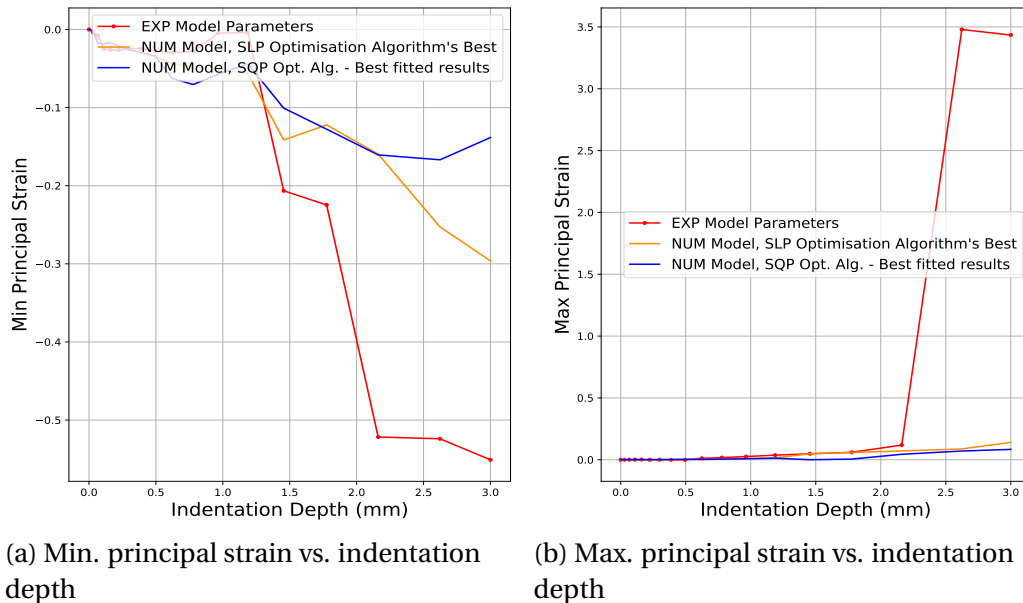 EXP Model Parameters
NUM Model, SLP Optimisation Algorithm's Best
NUM Model, SQP Opt. Alg. - Best fitted results
0.0
−0.1
−0.2
−0.3
−0.4
−0.5
Min Principal Strain
0.0 0.5 1.0 1.5 2.0 2.5 3.0
Indentation Depth (mm)
(a) Min. principal strain vs. indentation
depth
3.5
3.0
2.5
2.0
1.5
1.0
0.5
0.0
Max Principal Strain
EXP Model Parameters
NUM Model, SLP Optimisation Algorithm's Best
NUM Model, SQP Opt. Alg. - Best fitted results
0.0 0.5 1.0 1.5 2.0 2.5 3.0
Indentation Depth (mm)
(b) Max. principal strain vs. indentation
depth